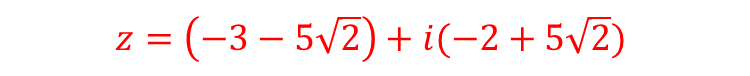 z = (−3 − 5√2) + i(−2 + 5√2)